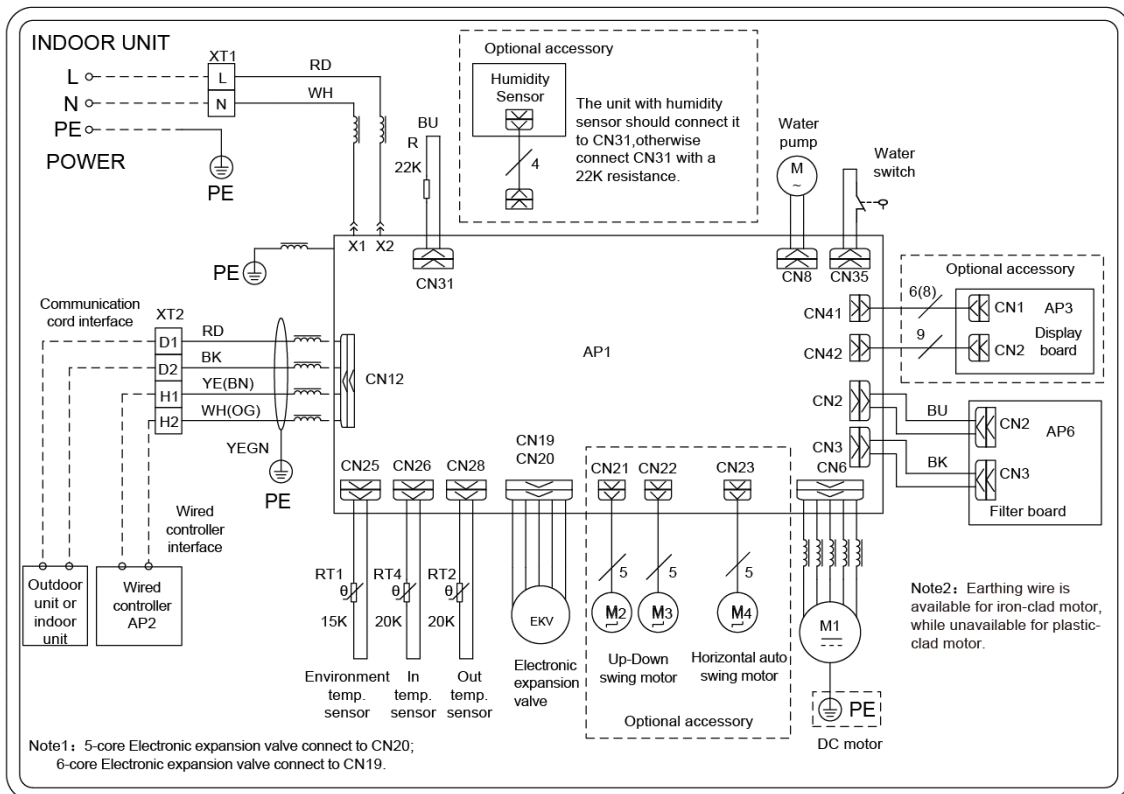 INDOOR UNIT
L
N
PE
POWER
XT1
L
N
RD
WH
PE
X1
X2
BU
R
22K
CN31
Optional accessory
Humidity
Sensor
4
The unit with humidity
sensor should connect it
to CN31,otherwise
connect CN31 with a
22K resistance.
Water
pump
M
~
CN8
Water
switch
CN35
PE
Communication
cord interface
XT2
D1
D2
H1
H2
RD
BK
YE(BN)
WH(OG)
YEGN
PE
CN12
AP1
CN41
6(8)
CN42
9
Optional accessory
CN1
AP3
Display
board
CN2
CN2
BU
CN3
BK
CN2
AP6
CN3
Filter board
Wired
controller
interface
Outdoor
unit or
indoor
unit
Wired
controller
AP2
CN25
CN26
CN28
CN19
CN20
CN21
CN22
CN23
CN6
RT1
θ
15K
RT4
θ
20K
RT2
θ
20K
EKV
5
5
5
M2
M3
M4
M1
Environment
temp.
sensor
In
temp.
sensor
Out
temp.
sensor
Electronic
expansion
valve
Up-Down
swing motor
Horizontal auto
swing motor
Optional accessory
PE
DC motor
Note2：Earthing wire is
available for iron-clad motor,
while unavailable for plastic-
clad motor.
Note1：5-core Electronic expansion valve connect to CN20;
6-core Electronic expansion valve connect to CN19.